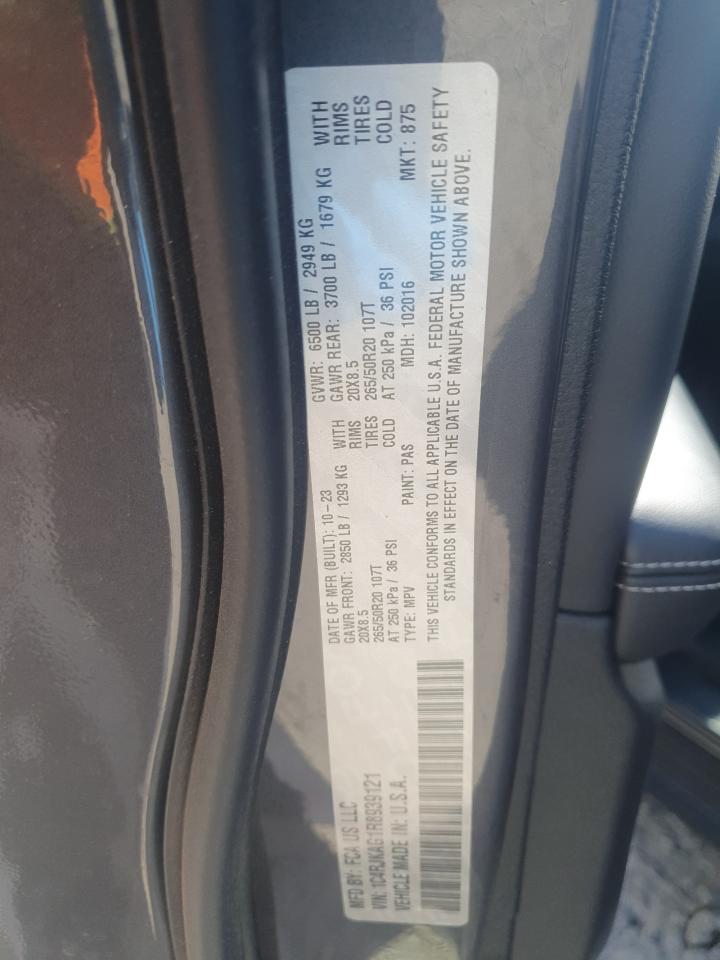 MFD BY: FCA US LLC
DATE OF MFR (BUILT): 10-23
GVWR: 6500 LB / 2949 KG
GAWR FRONT: 2850 LB / 1293 KG WITH
GAWR REAR: 3700 LB / 1679 KG WITH
20X8.5 RIMS
20X8.5 RIMS
265/50R20 107T TIRES
265/50R20 107T TIRES
AT 250 kPa / 36 PSI COLD
AT 250 kPa / 36 PSI COLD
VIN: 1C4RJKAG1R8939121
TYPE: MPV PAINT: PAS MDH: 102016 MKT: 875
VEHICLE MADE IN: U.S.A.
THIS VEHICLE CONFORMS TO ALL APPLICABLE U.S.A. FEDERAL MOTOR VEHICLE SAFETY
STANDARDS IN EFFECT ON THE DATE OF MANUFACTURE SHOWN ABOVE.